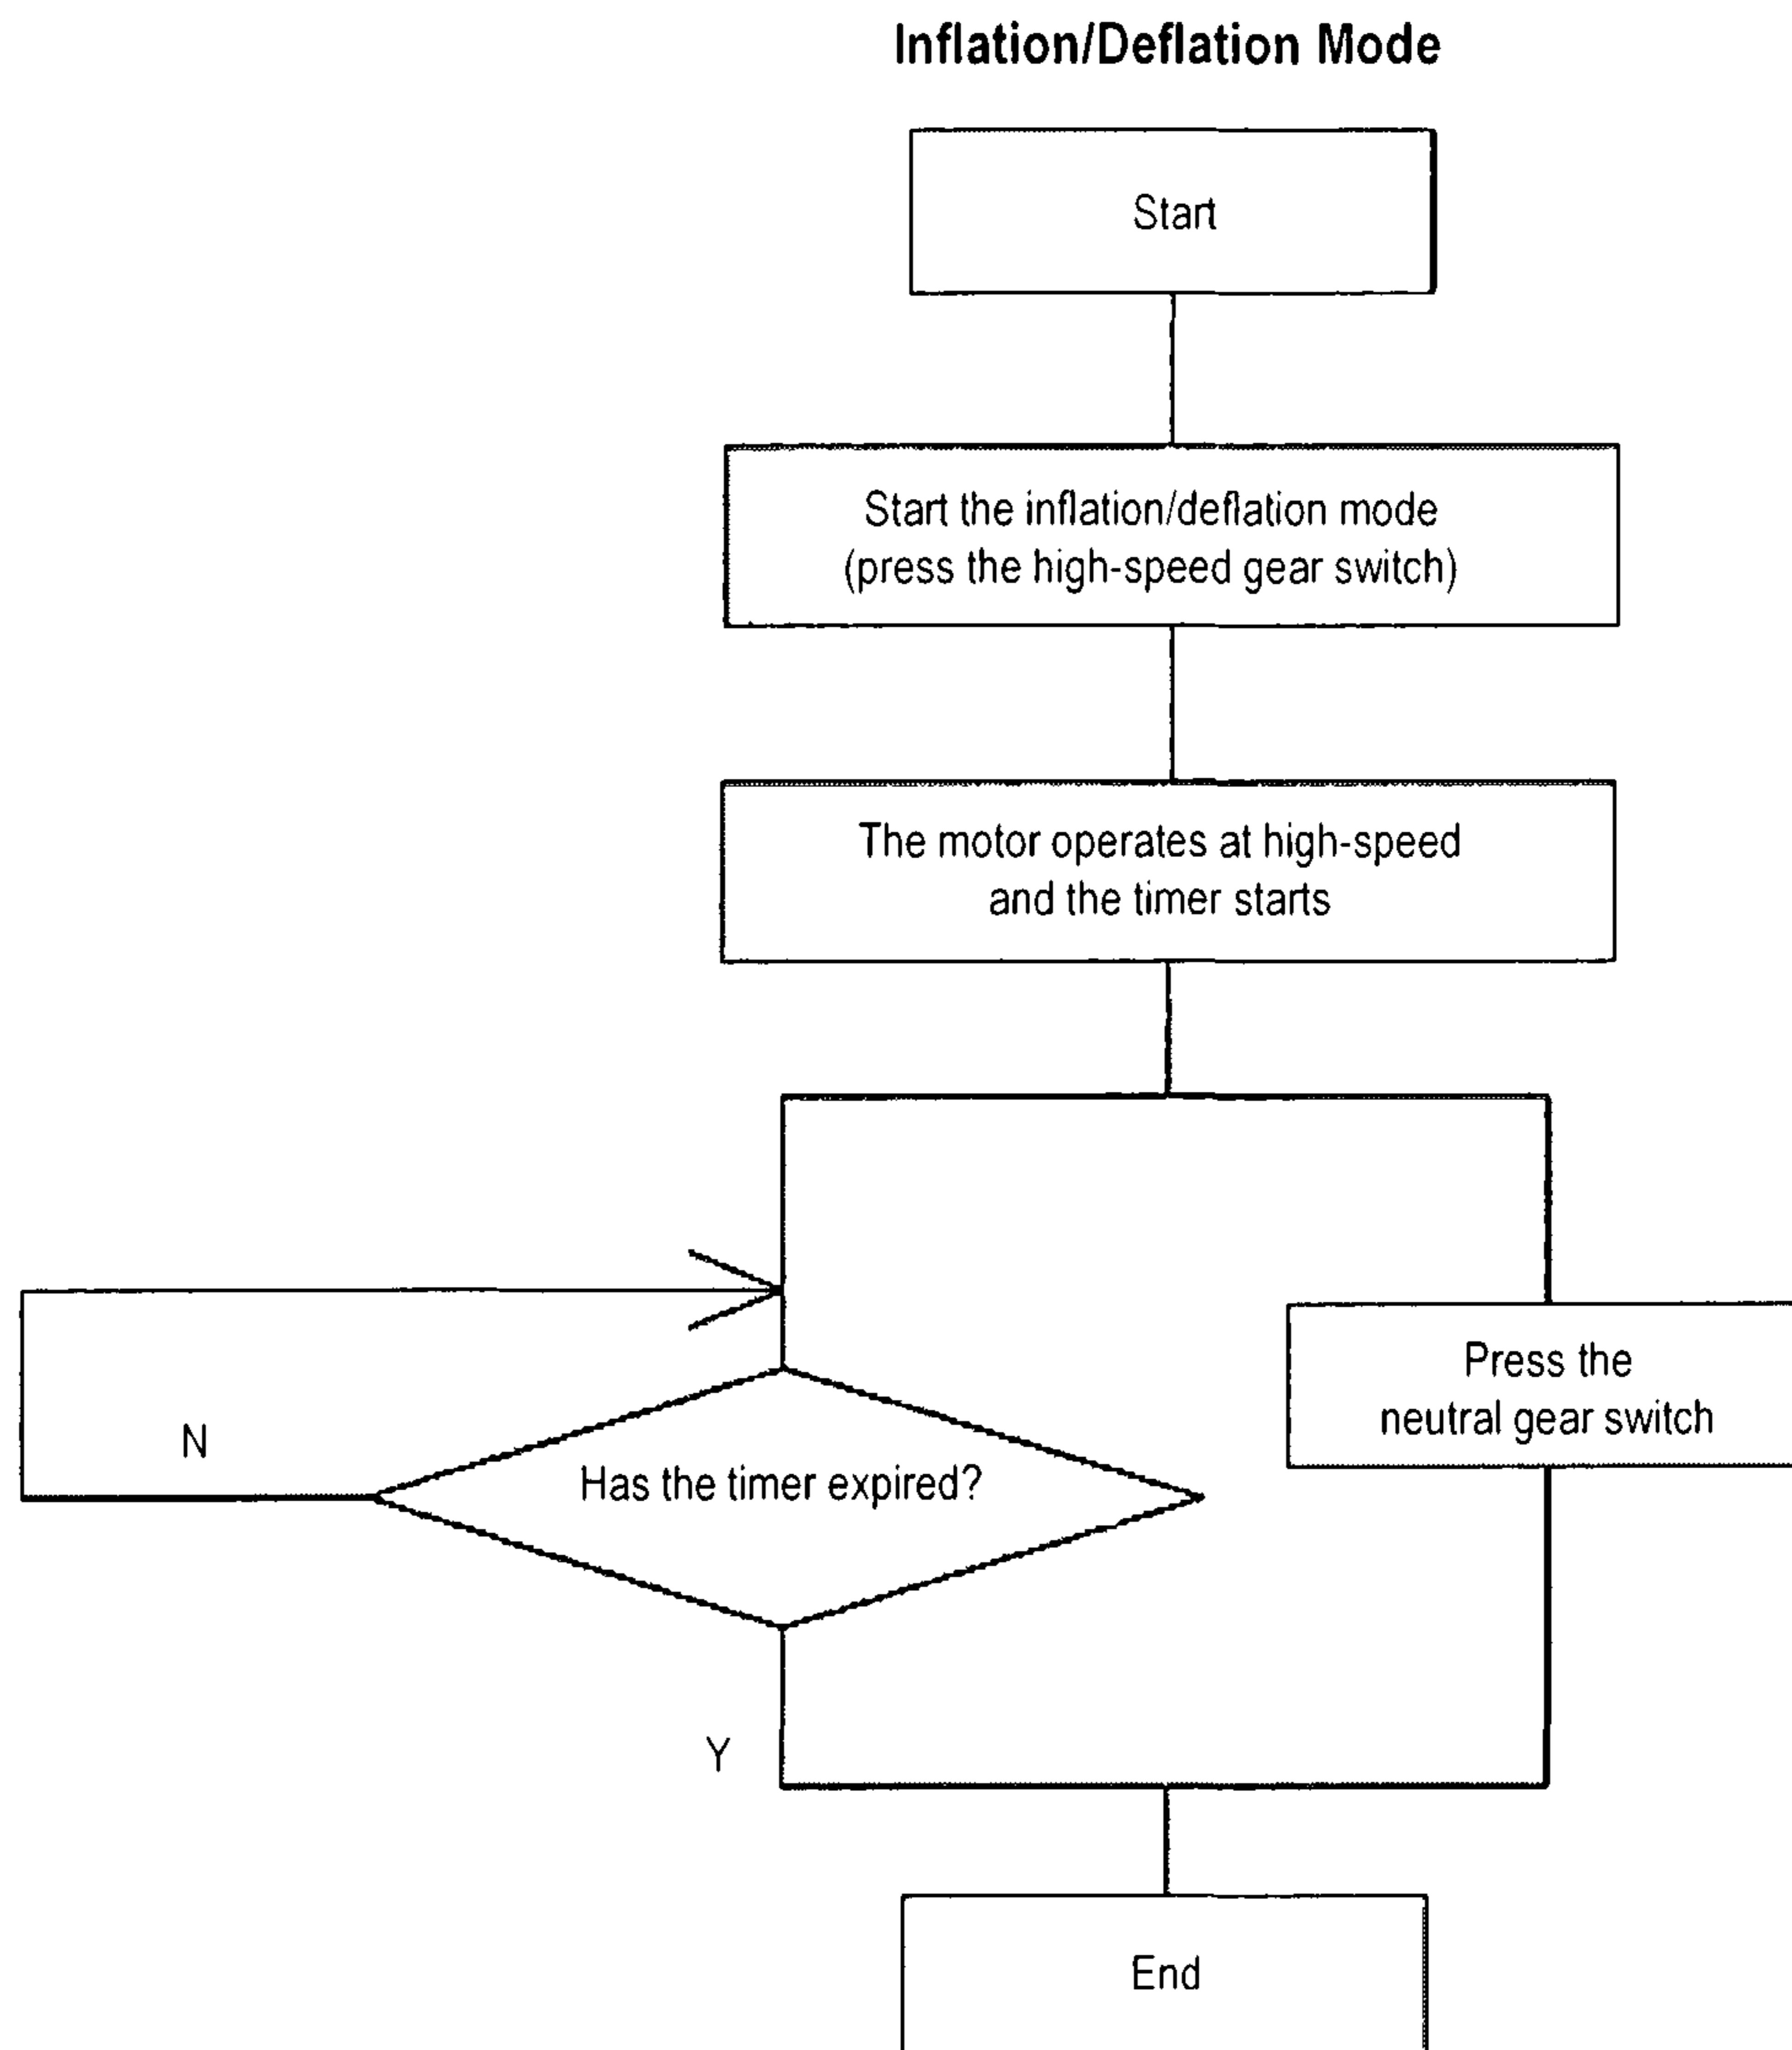 Inflation/Deflation Mode
Start
Start the inflation/deflation mode
(press the high-speed gear switch)
The motor operates at high-speed
and the timer starts
Press the
neutral gear switch
N
Has the timer expired?
Y
End